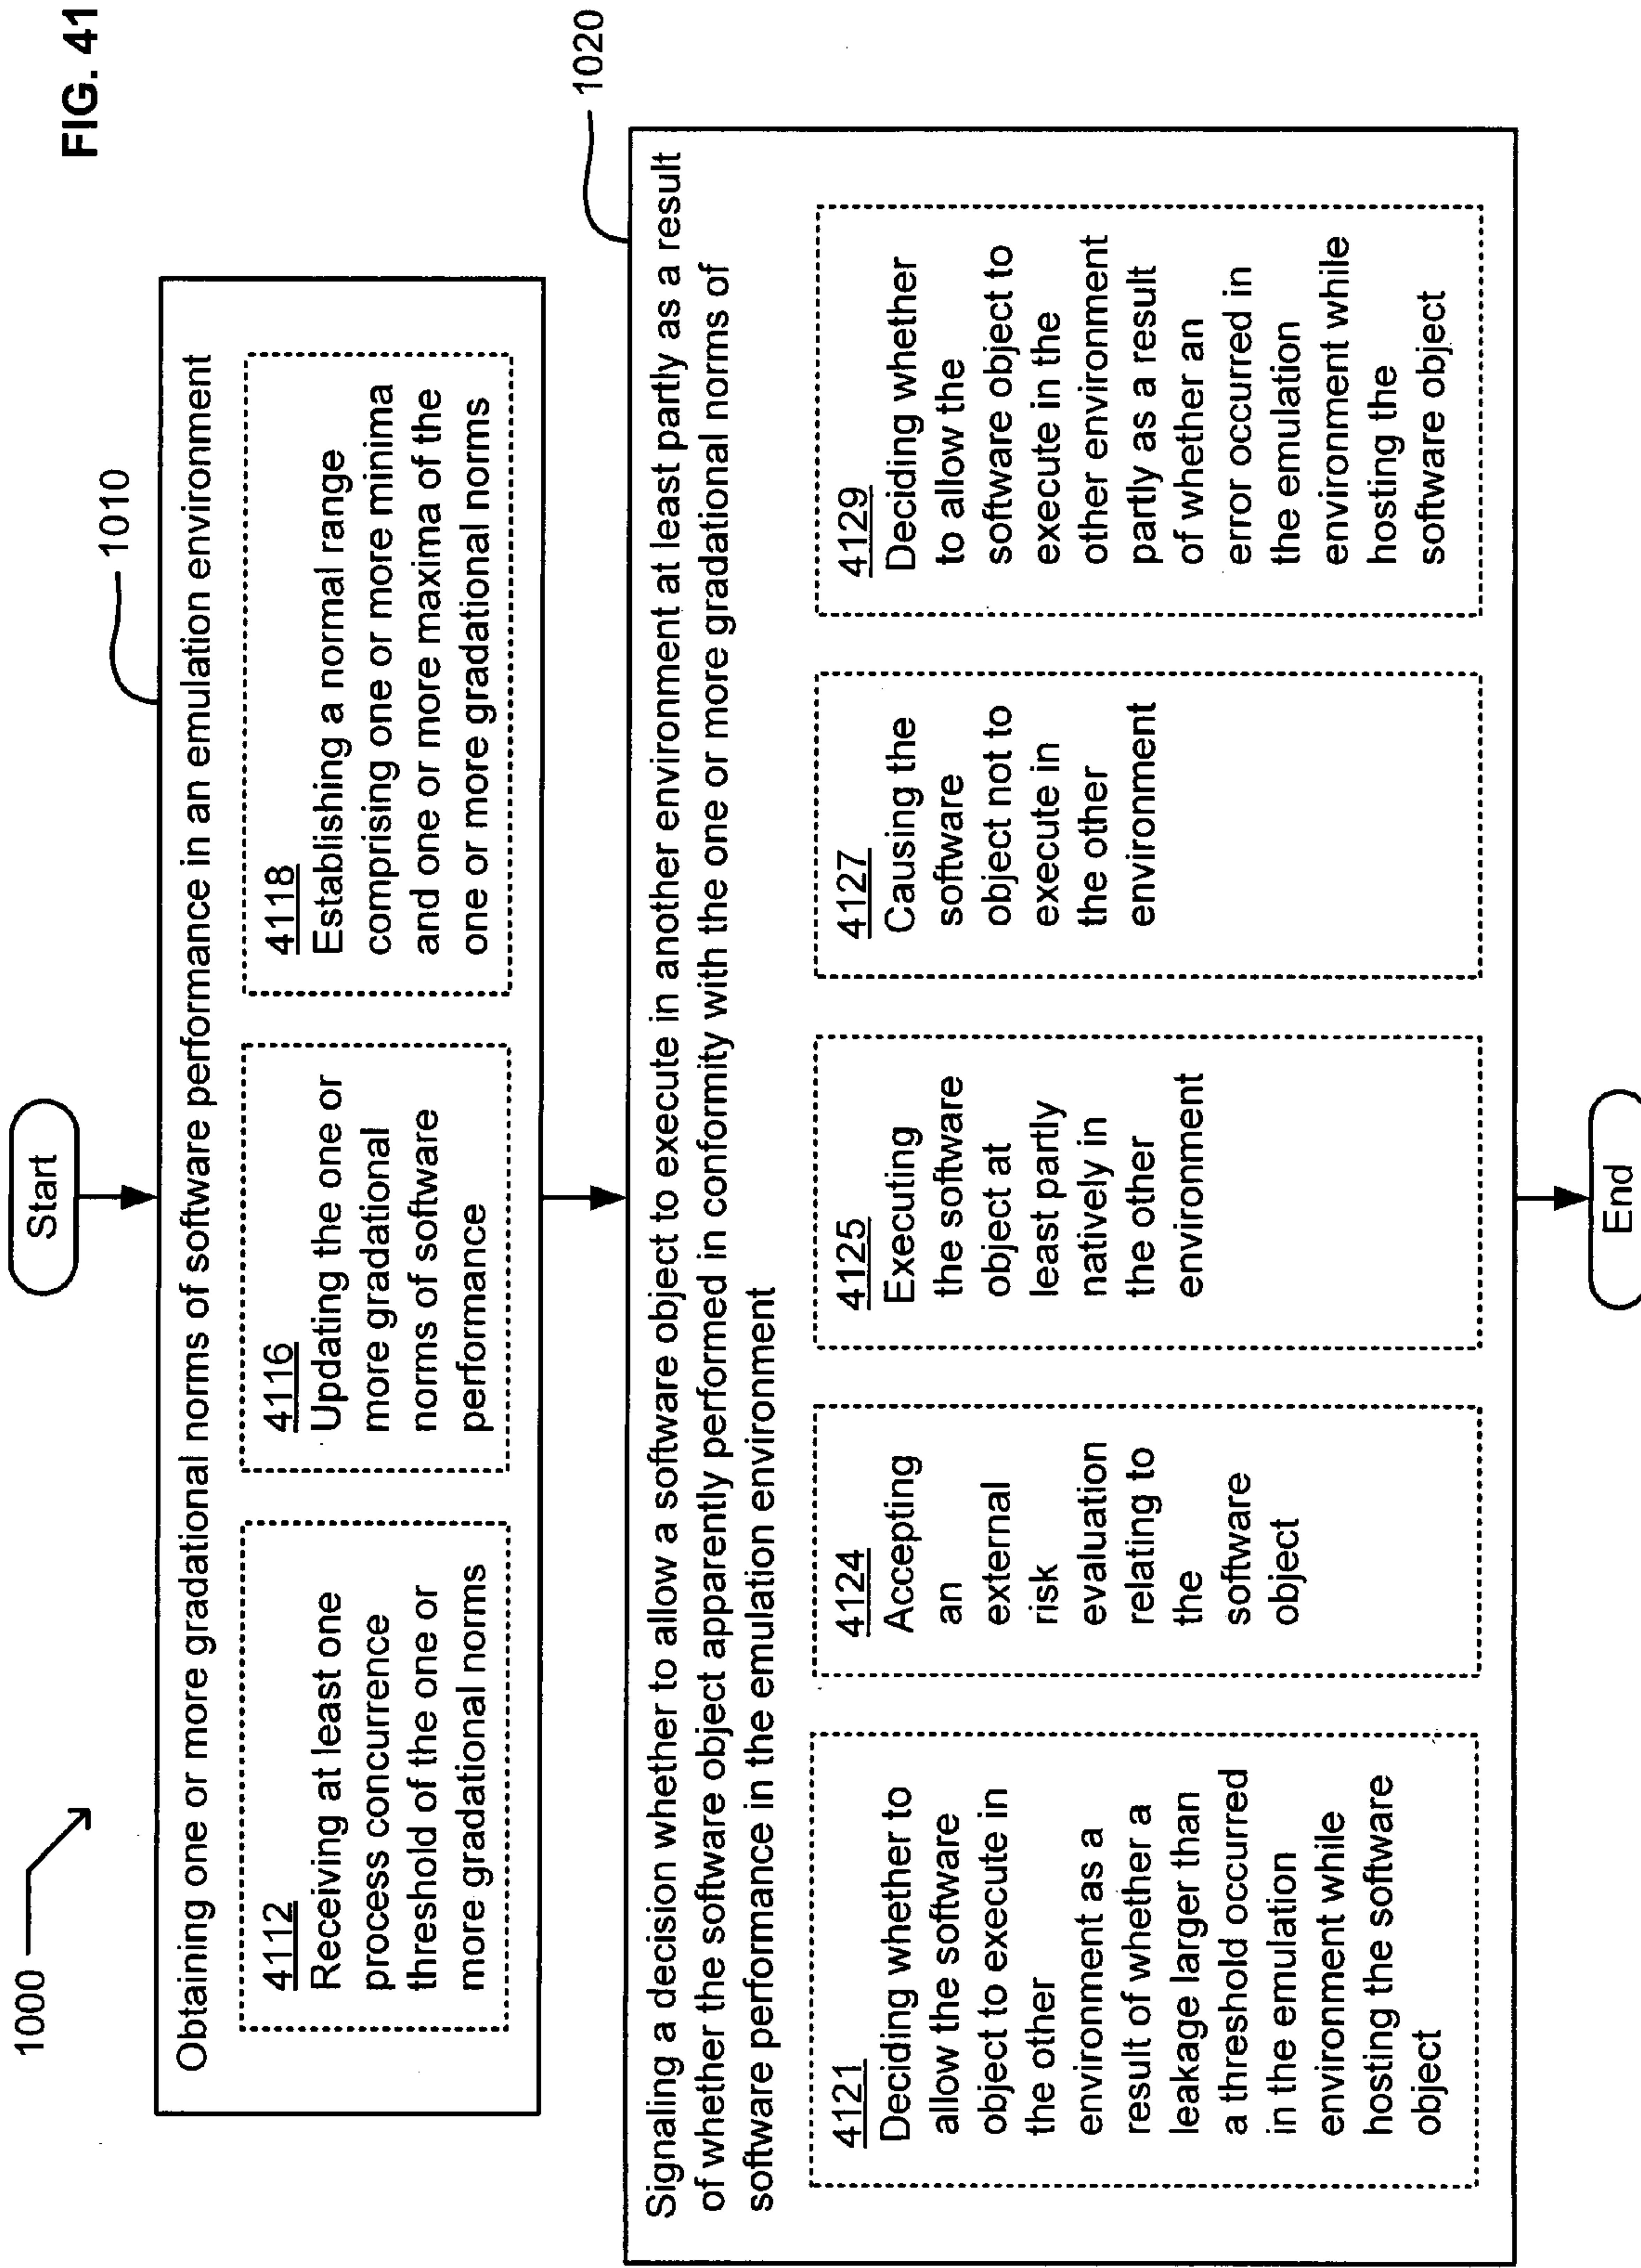 FIG. 41
1000
Start
1010
Obtaining one or more gradational norms of software performance in an emulation environment
4112
Receiving at least one
process concurrence
threshold of the one or
more gradational norms
4116
Updating the one or
more gradational
norms of software
performance
4118
Establishing a normal range
comprising one or more minima
and one or more maxima of the
one or more gradational norms
1020
Signaling a decision whether to allow a software object to execute in another environment at least partly as a result
of whether the software object apparently performed in conformity with the one or more gradational norms of
software performance in the emulation environment
4121
Deciding whether to
allow the software
object to execute in
the other
environment as a
result of whether a
leakage larger than
a threshold occurred
in the emulation
environment while
hosting the software
object
4124
Accepting
an
external
risk
evaluation
relating to
the
software
object
4125
Executing
the software
object at
least partly
natively in
the other
environment
4127
Causing the
software
object not to
execute in
the other
environment
4129
Deciding whether
to allow the
software object to
execute in the
other environment
partly as a result
of whether an
error occurred in
the emulation
environment while
hosting the
software object
End